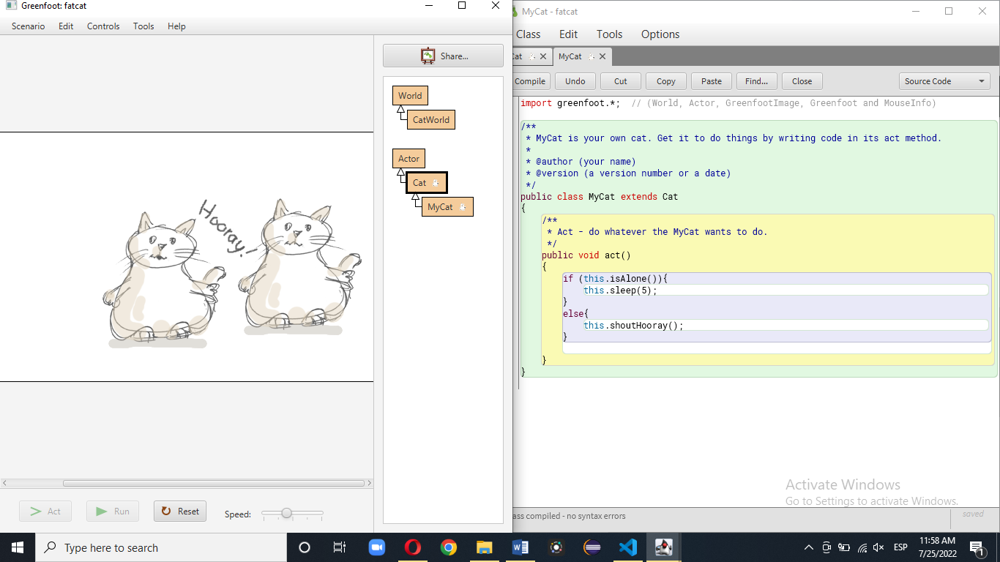 Greenfoot: fatcat
Scenario Edit Controls Tools Help
Share...
World
CatWorld
Actor
Cat
MyCat
Hooray!
Act Run Reset Speed:
MyCat - fatcat
Class Edit Tools Options
Cat MyCat
Compile Undo Cut Copy Paste Find... Close Source Code
import greenfoot.*;  // (World, Actor, GreenfootImage, Greenfoot and MouseInfo)
/**
 * MyCat is your own cat. Get it to do things by writing code in its act method.
 *
 * @author (your name)
 * @version (a version number or a date)
 */
public class MyCat extends Cat
{
    /**
     * Act - do whatever the MyCat wants to do.
     */
    public void act()
    {
        if (this.isAlone()){
            this.sleep(5);
        }
        else{
            this.shoutHooray();
        }
    }
}
Activate Windows
Go to Settings to activate Windows.
ass compiled - no syntax errors
saved
Type here to search
ESP
11:58 AM
7/25/2022
1